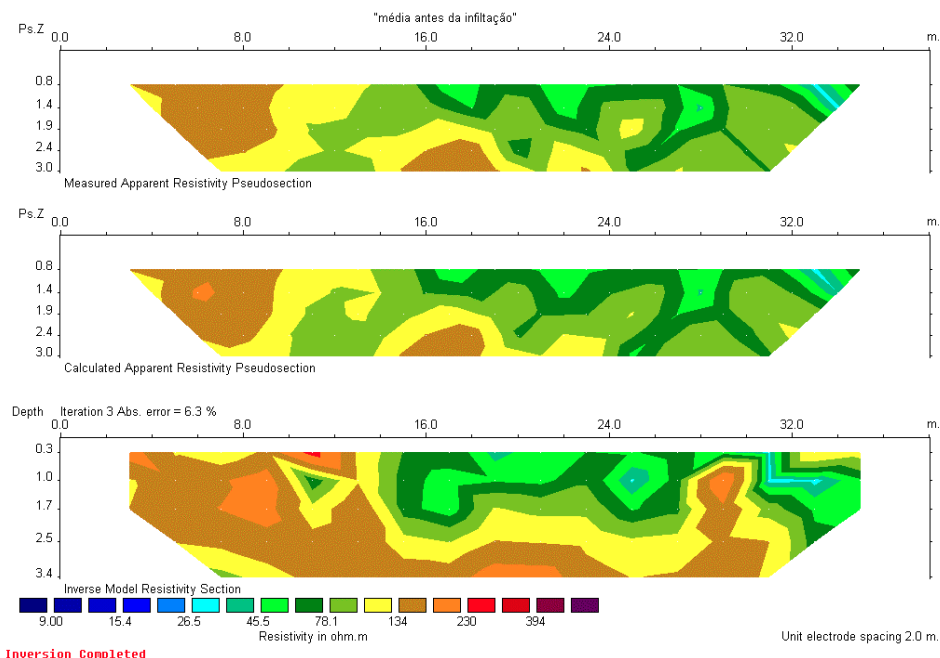 "média antes da infiltação"
Ps.Z 0.0 8.0 16.0 24.0 32.0 m.
0.8
1.4
1.9
2.4
3.0
Measured Apparent Resistivity Pseudosection
Ps.Z 0.0 8.0 16.0 24.0 32.0 m.
0.8
1.4
1.9
2.4
3.0
Calculated Apparent Resistivity Pseudosection
Depth Iteration 3 Abs. error = 6.3 %
0.0 8.0 16.0 24.0 32.0 m.
0.3
1.0
1.7
2.5
3.4
Inverse Model Resistivity Section
9.00 15.4 26.5 45.5 78.1 134 230 394
Resistivity in ohm.m
Unit electrode spacing 2.0 m.
Inversion Completed